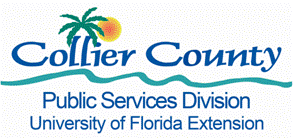 Collier County
Public Services Division
University of Florida Extension